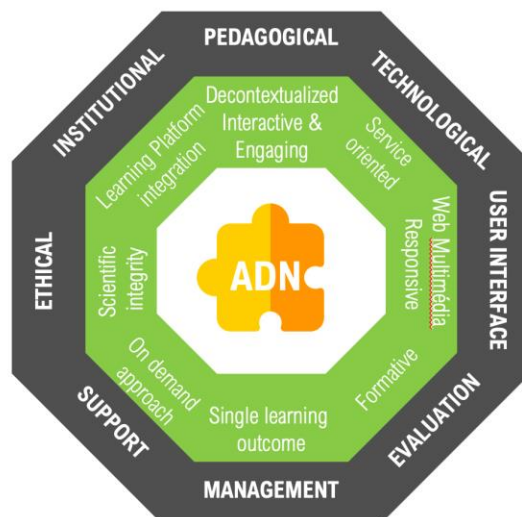 PEDAGOGICAL
TECHNOLOGICAL
USER INTERFACE
EVALUATION
MANAGEMENT
SUPPORT
ETHICAL
INSTITUTIONAL
Decontextualized
Interactive &
Engaging
Service
oriented
Web Multimédia
Responsive
Formative
Single learning
outcome
On demand
approach
Scientific
integrity
Learning Platform
integration
ADN